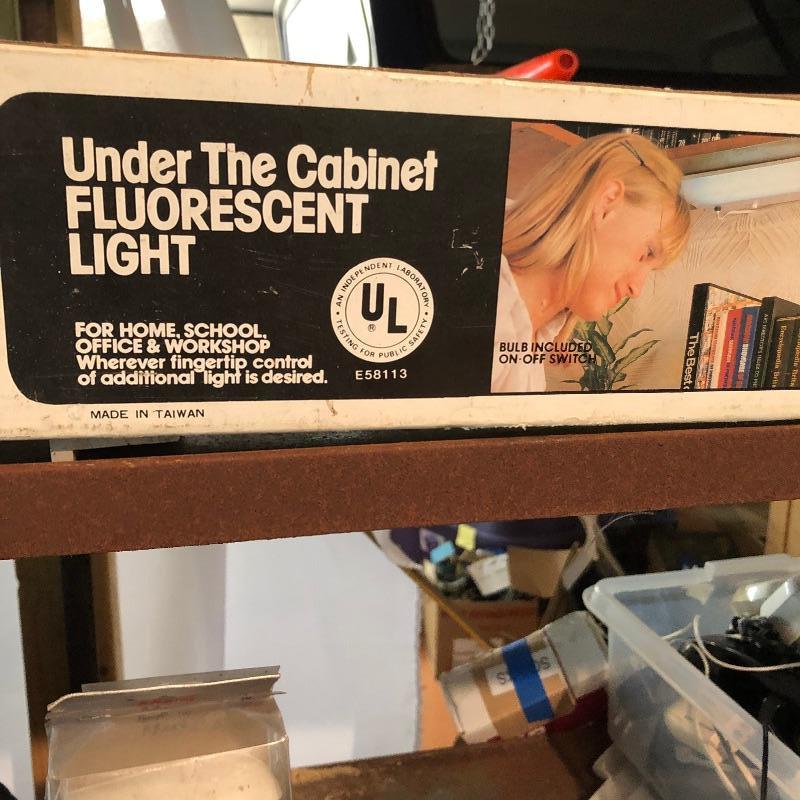 Under The Cabinet
FLUORESCENT
LIGHT
FOR HOME, SCHOOL,
OFFICE & WORKSHOP
Wherever fingertip control
of additional light is desired.
AN INDEPENDENT LABORATORY
UL
®
TESTING FOR PUBLIC SAFETY
E58113
MADE IN TAIWAN
BULB INCLUDED
ON-OFF SWITCH
The Best